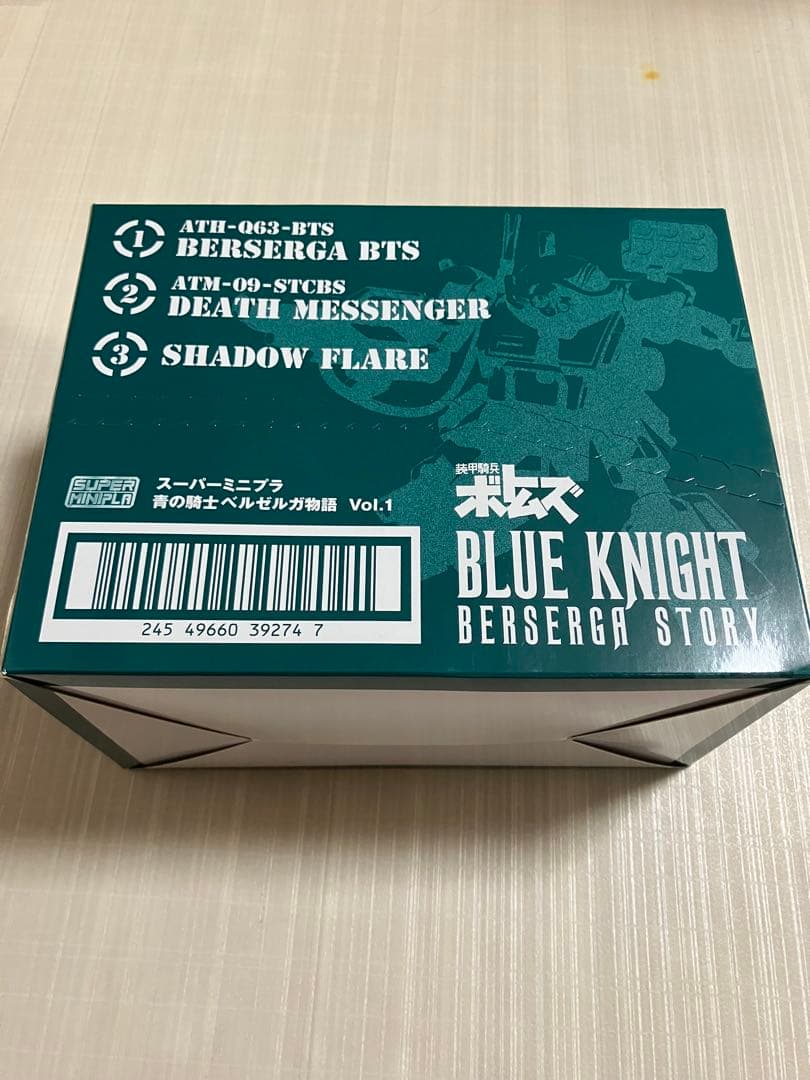 1 ATH-Q63-BTS
BERSERGA BTS
2 ATM-09-STCBS
DEATH MESSENGER
3 SHADOW FLARE
SUPER
MINIPLA
スーパーミニプラ
青の騎士ベルゼルガ物語 Vol.1
245 49660 39274 7
装甲騎兵
ボトムズ
BLUE KNIGHT
BERSERGA STORY